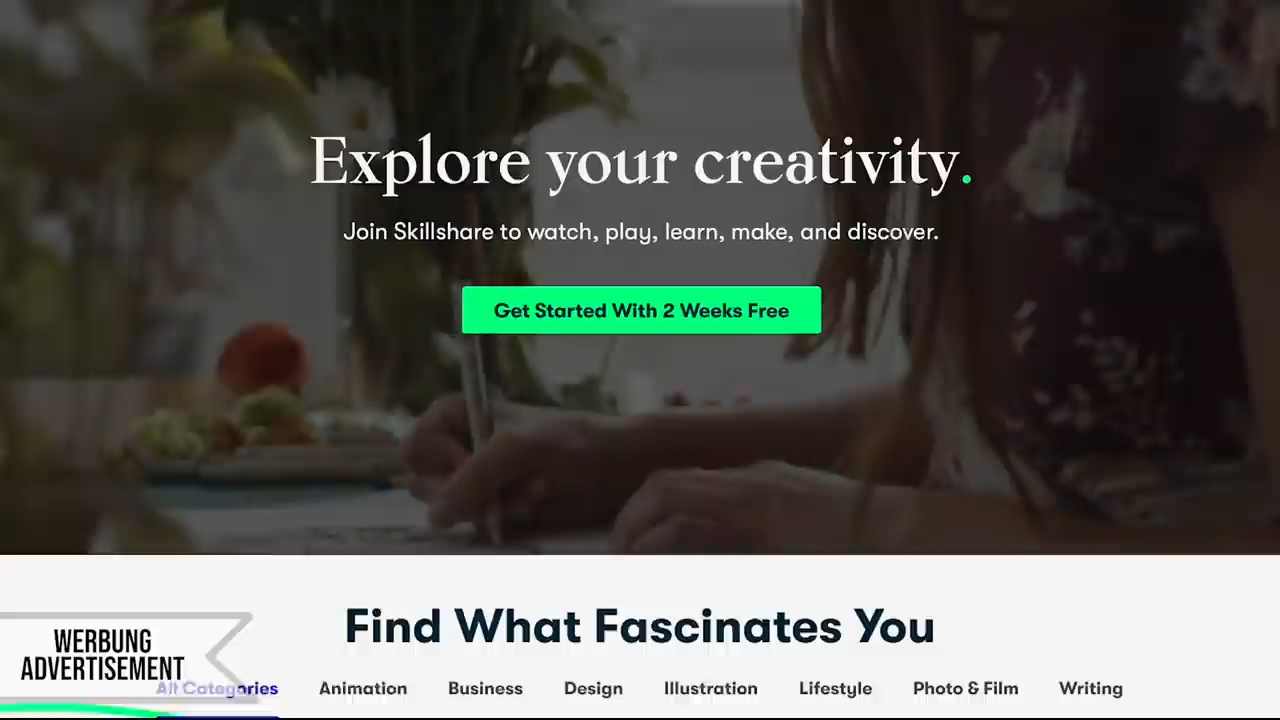 Explore your creativity.
Join Skillshare to watch, play, learn, make, and discover.
Get Started With 2 Weeks Free
Find What Fascinates You
WERBUNG
ADVERTISEMENT
All Categories Animation Business Design Illustration Lifestyle Photo & Film Writing